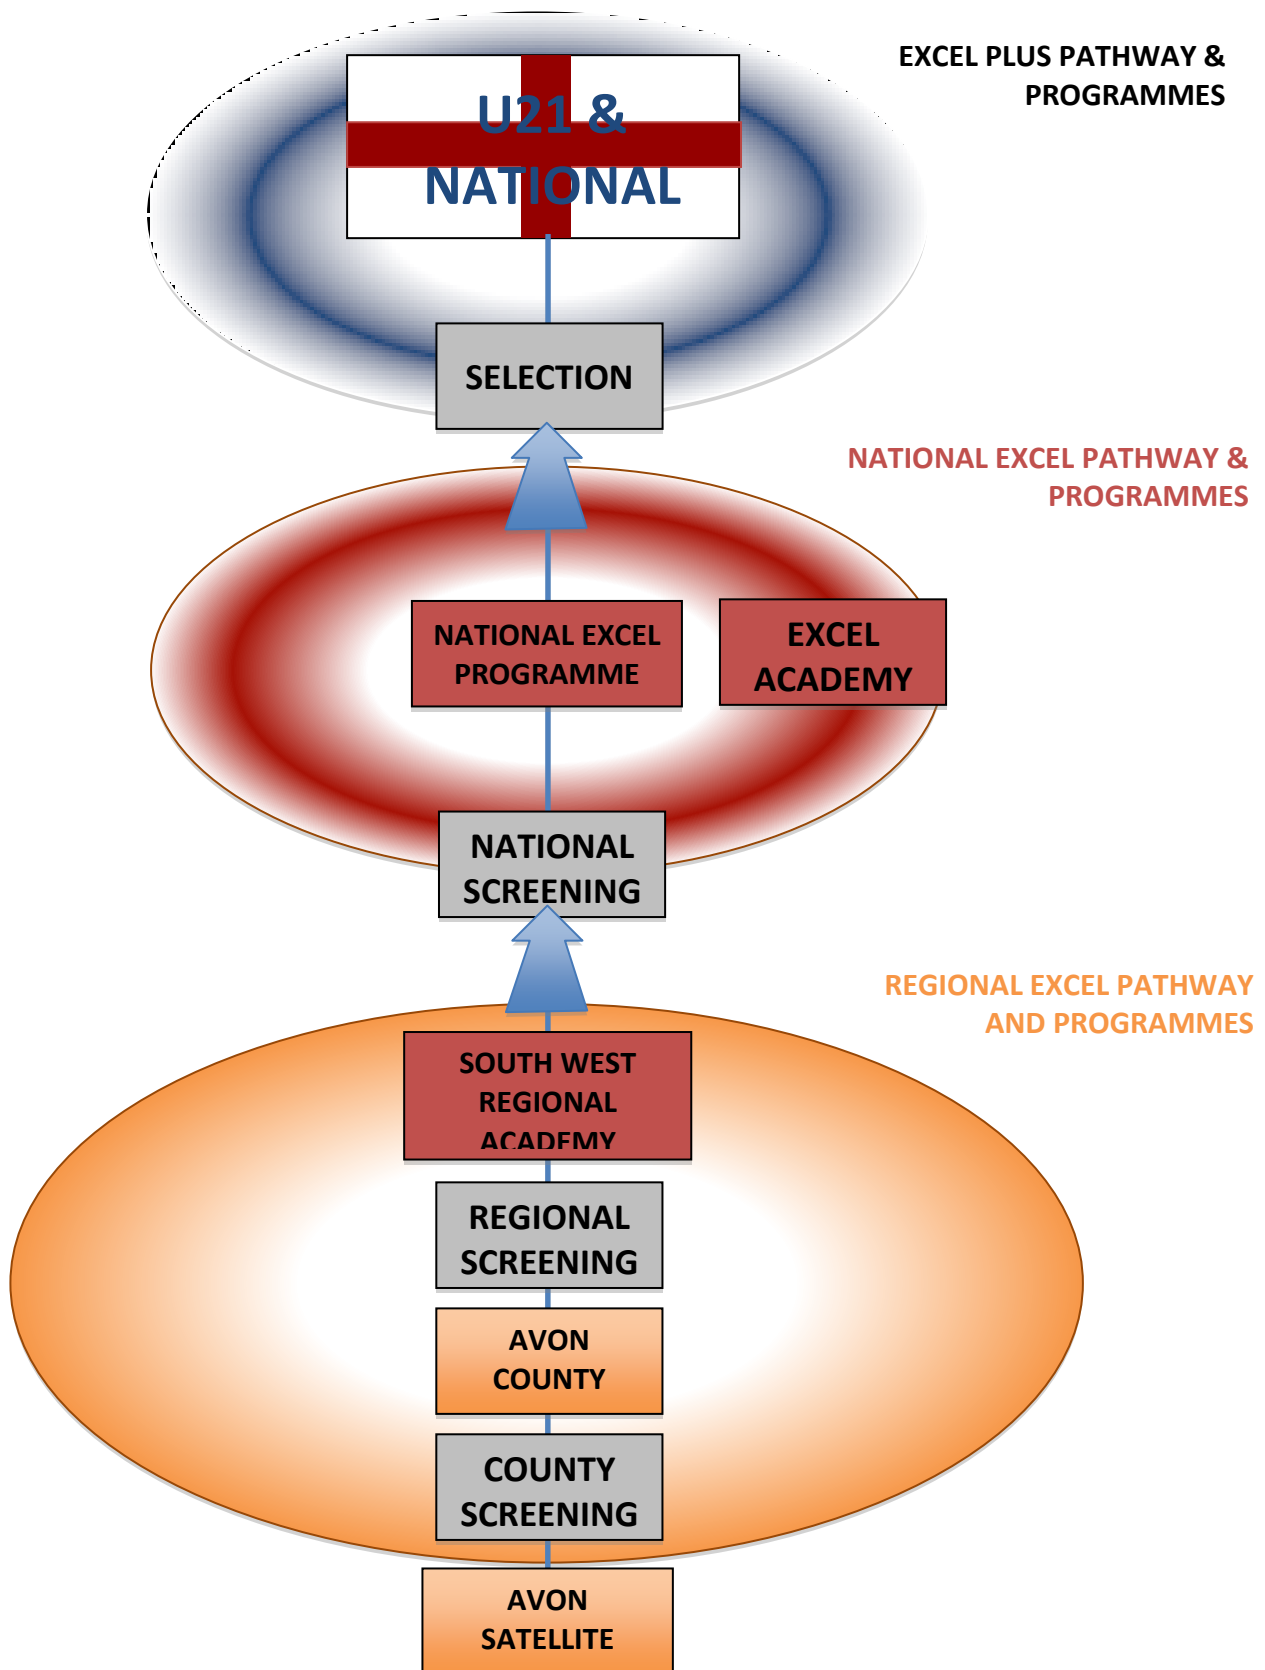 EXCEL PLUS PATHWAY &
PROGRAMMES
U21 &
NATIONAL
SELECTION
NATIONAL EXCEL PATHWAY &
PROGRAMMES
NATIONAL EXCEL
PROGRAMME
EXCEL
ACADEMY
NATIONAL
SCREENING
REGIONAL EXCEL PATHWAY
AND PROGRAMMES
SOUTH WEST
REGIONAL
ACADEMY
REGIONAL
SCREENING
AVON
COUNTY
COUNTY
SCREENING
AVON
SATELLITE